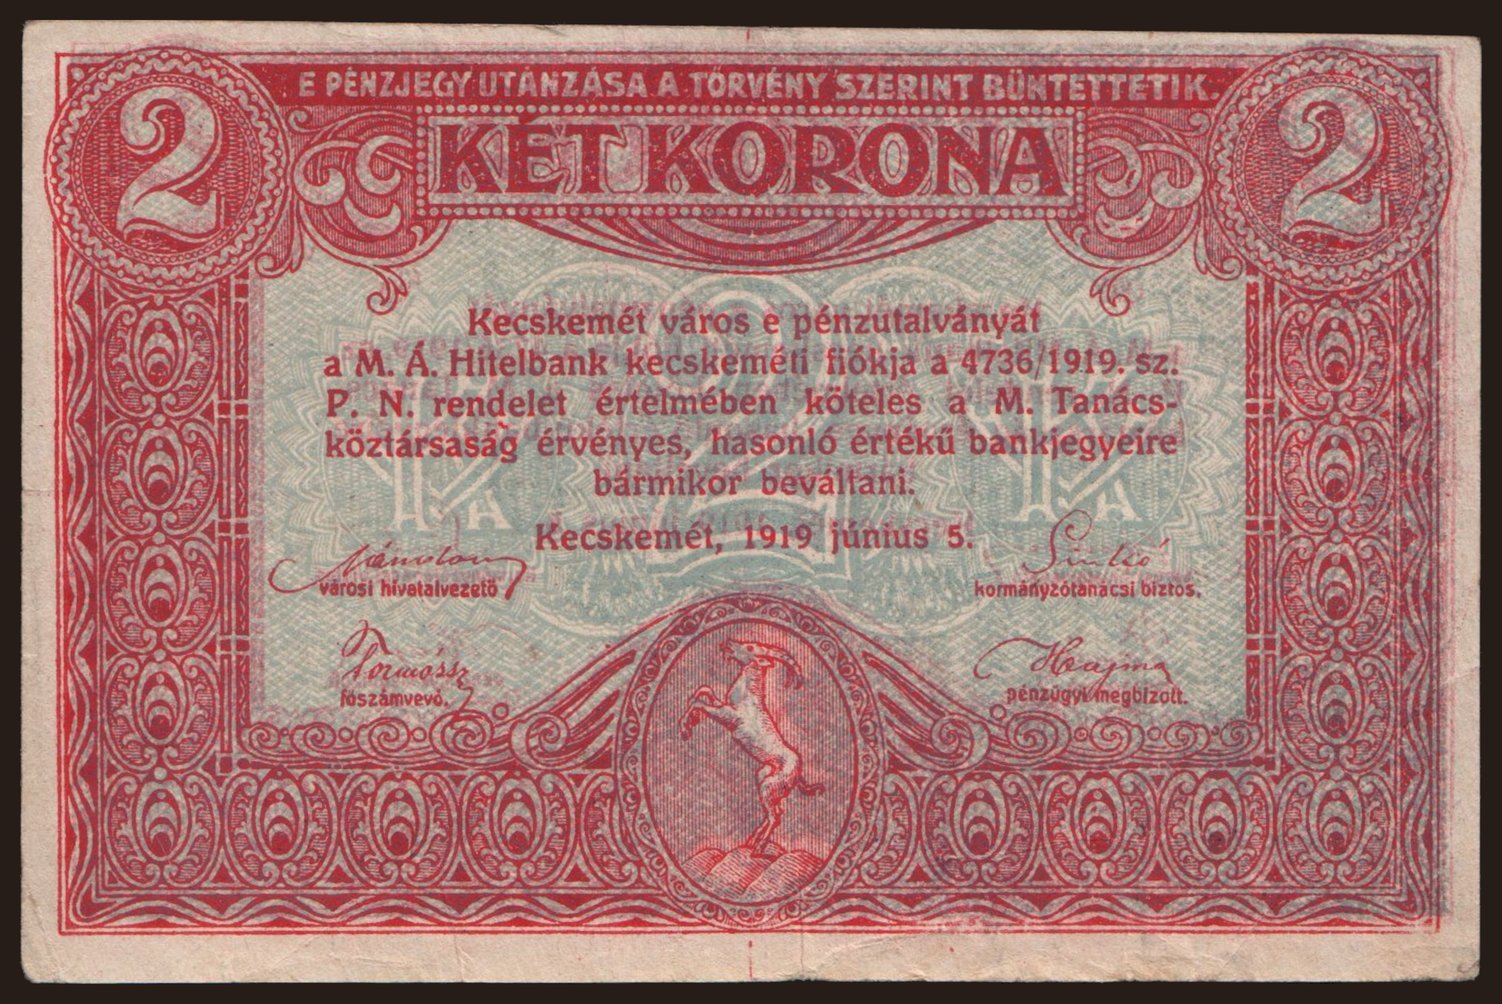 E PÉNZJEGY UTÁNZÁSA A TÖRVÉNY SZERINT BÜNTETTETIK.
2 KÉT KORONA 2
Kecskemét város e pénzutalványát
a M. Á. Hitelbank kecskeméti fiókja a 4736/1919. sz.
P. N. rendelet értelmében köteles a M. Tanács-
köztársaság érvényes, hasonló értékű bankjegyeire
bármikor beváltani.
Kecskemét, 1919 június 5.
városi hivatalvezető
kormányzótanácsi biztos.
főszámvevő.
pénzügyi megbizott.
2